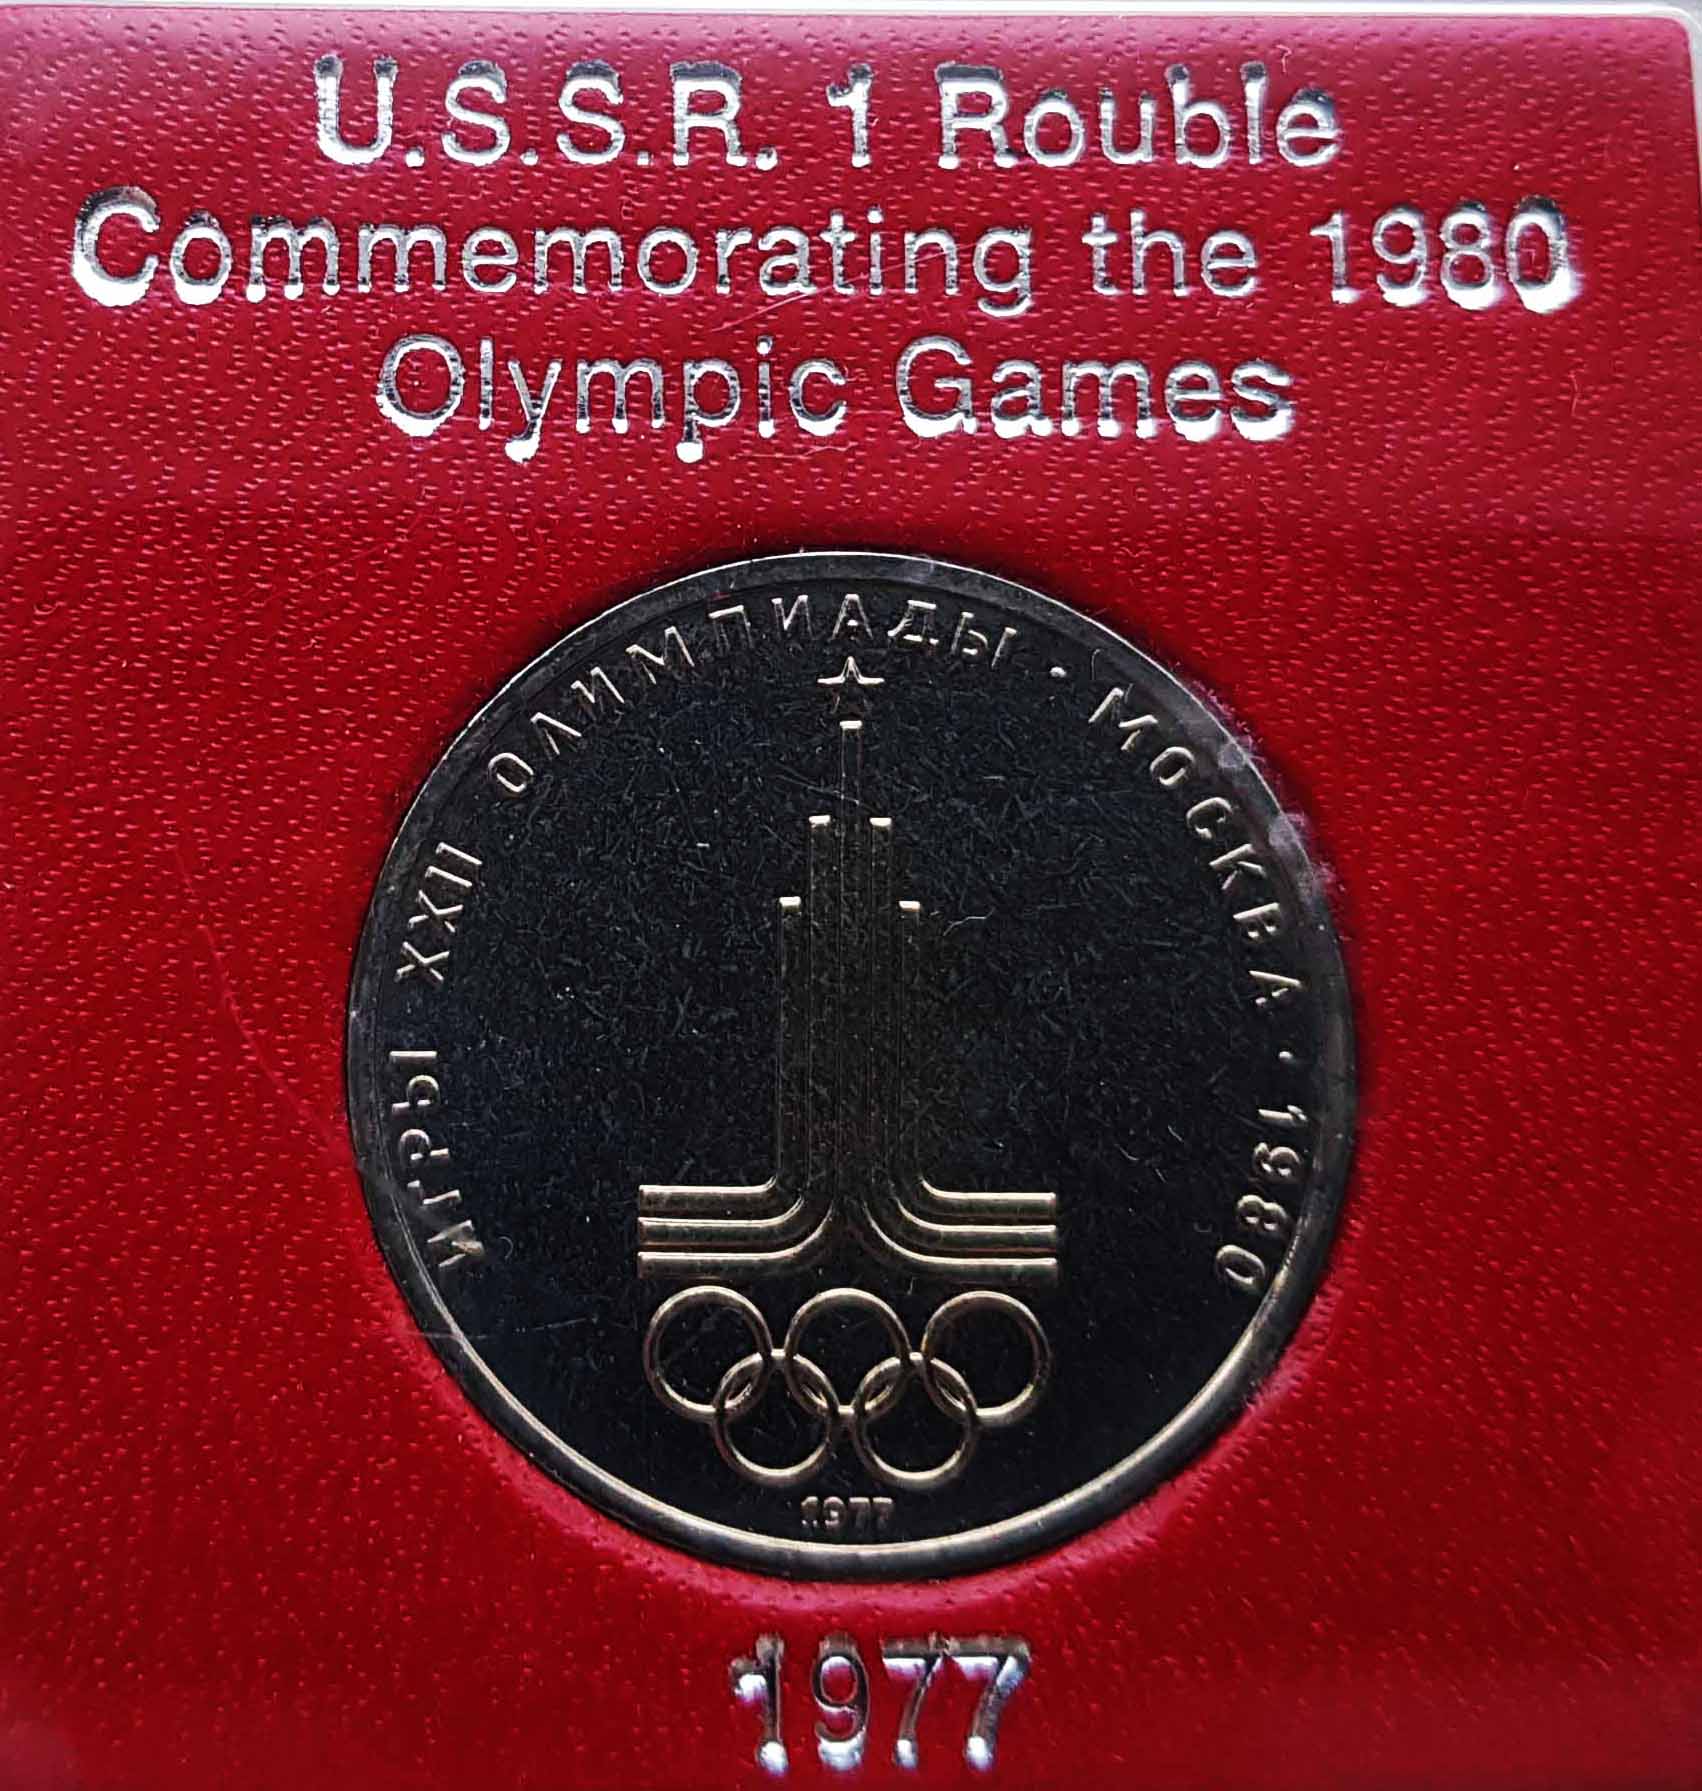 U.S.S.R. 1 Rouble
Commemorating the 1980
Olympic Games
ИГРЫ XXII ОЛИМПИАДЫ · МОСКВА · 1980
1977
1977